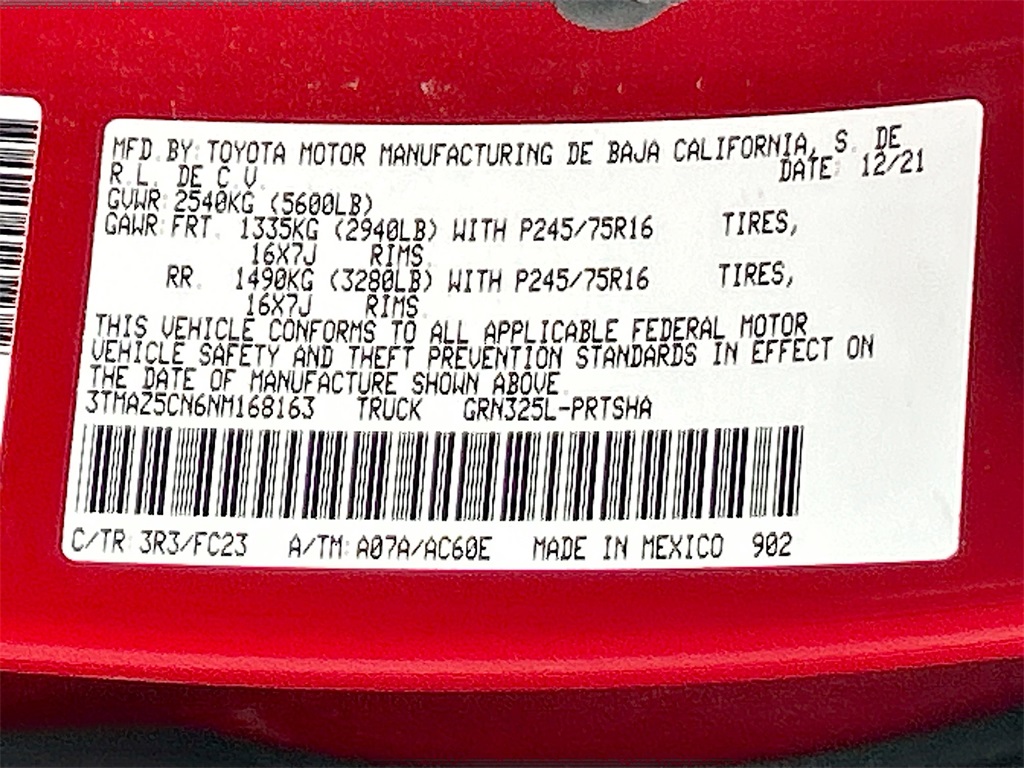 MFD. BY: TOYOTA MOTOR MANUFACTURING DE BAJA CALIFORNIA, S. DE
R.L. DE C.V. DATE: 12/21
GVWR: 2540KG (5600LB)
GAWR: FRT. 1335KG (2940LB) WITH P245/75R16 TIRES,
16X7J RIMS
RR. 1490KG (3280LB) WITH P245/75R16 TIRES,
16X7J RIMS
THIS VEHICLE CONFORMS TO ALL APPLICABLE FEDERAL MOTOR
VEHICLE SAFETY AND THEFT PREVENTION STANDARDS IN EFFECT ON
THE DATE OF MANUFACTURE SHOWN ABOVE.
3TMAZ5CN6NM168163 TRUCK GRN325L-PRTSHA
C/TR: 3R3/FC23 A/TM: A07A/AC60E MADE IN MEXICO 902